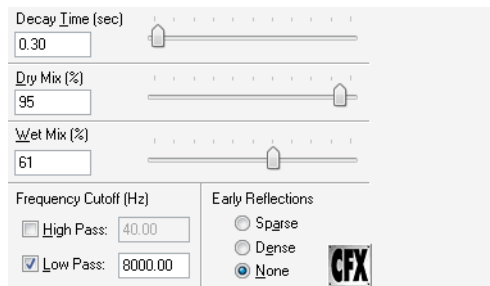 Decay Time (sec)
0.30
Dry Mix (%)
95
Wet Mix (%)
61
Frequency Cutoff (Hz)
High Pass: 40.00
Low Pass: 8000.00
Early Reflections
Sparse
Dense
None
CFX